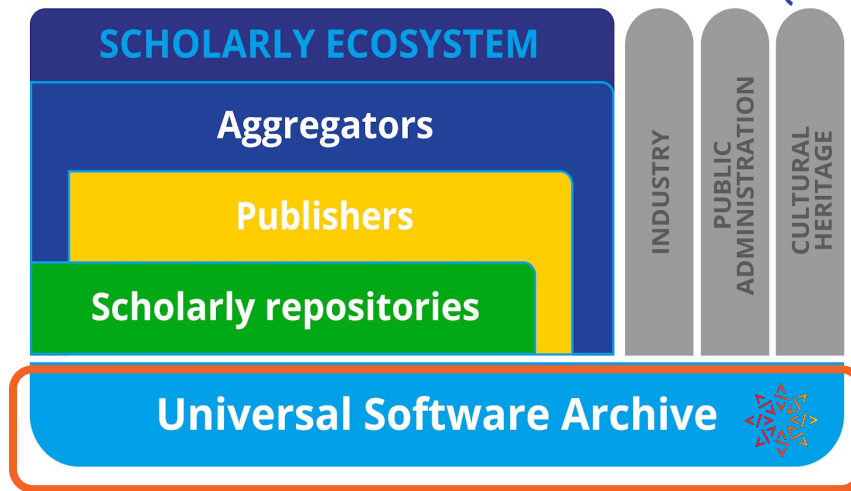 SCHOLARLY ECOSYSTEM
Aggregators
Publishers
Scholarly repositories
INDUSTRY
PUBLIC
ADMINISTRATION
CULTURAL
HERITAGE
Universal Software Archive